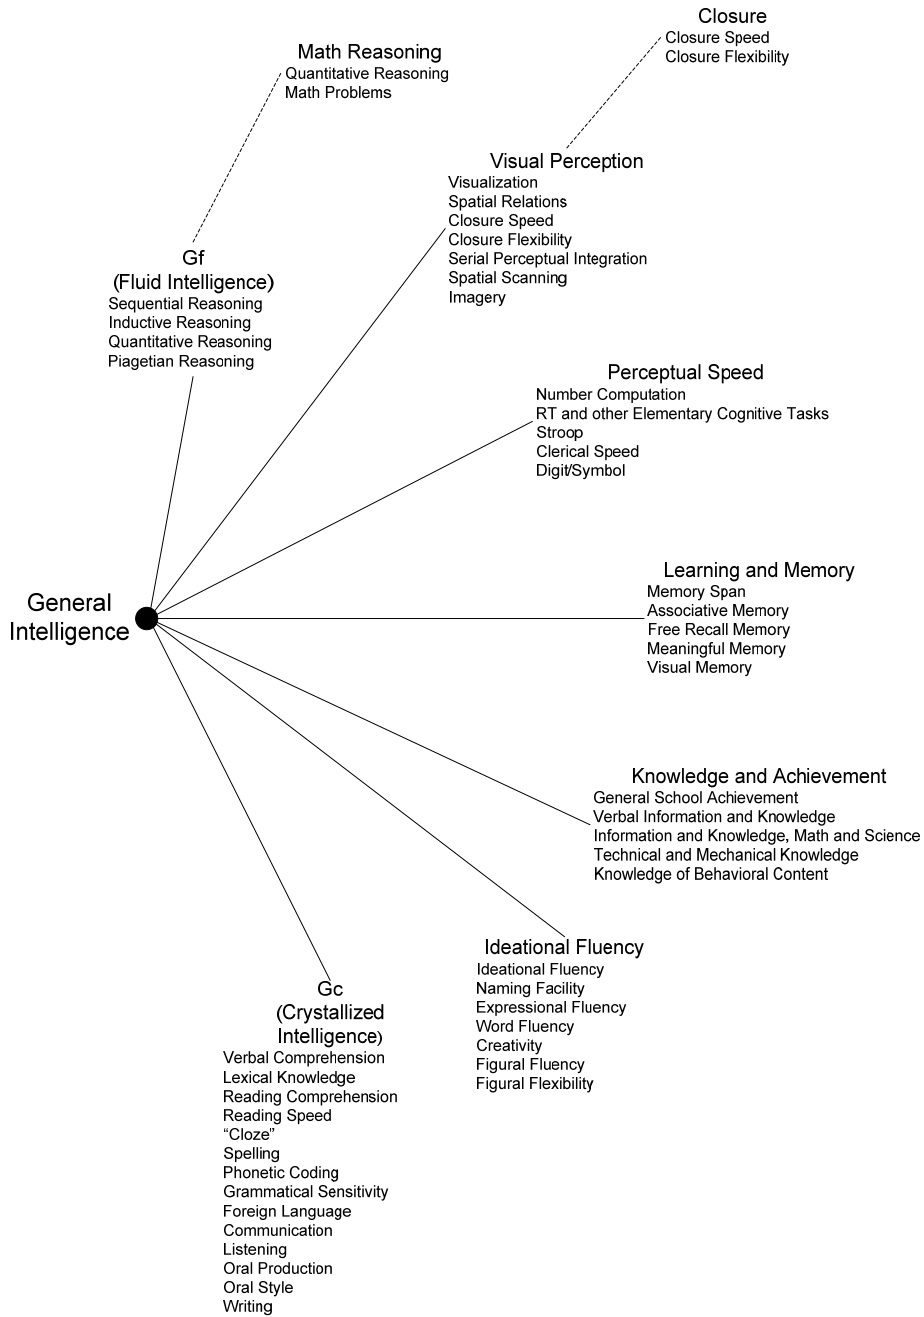 Closure
Closure Speed
Closure Flexibility
Math Reasoning
Quantitative Reasoning
Math Problems
Visual Perception
Visualization
Spatial Relations
Closure Speed
Closure Flexibility
Serial Perceptual Integration
Spatial Scanning
Imagery
Gf
(Fluid Intelligence)
Sequential Reasoning
Inductive Reasoning
Quantitative Reasoning
Piagetian Reasoning
Perceptual Speed
Number Computation
RT and other Elementary Cognitive Tasks
Stroop
Clerical Speed
Digit/Symbol
General
Intelligence
Learning and Memory
Memory Span
Associative Memory
Free Recall Memory
Meaningful Memory
Visual Memory
Knowledge and Achievement
General School Achievement
Verbal Information and Knowledge
Information and Knowledge, Math and Science
Technical and Mechanical Knowledge
Knowledge of Behavioral Content
Ideational Fluency
Ideational Fluency
Naming Facility
Expressional Fluency
Word Fluency
Creativity
Figural Fluency
Figural Flexibility
Gc
(Crystallized
Intelligence)
Verbal Comprehension
Lexical Knowledge
Reading Comprehension
Reading Speed
“Cloze”
Spelling
Phonetic Coding
Grammatical Sensitivity
Foreign Language
Communication
Listening
Oral Production
Oral Style
Writing